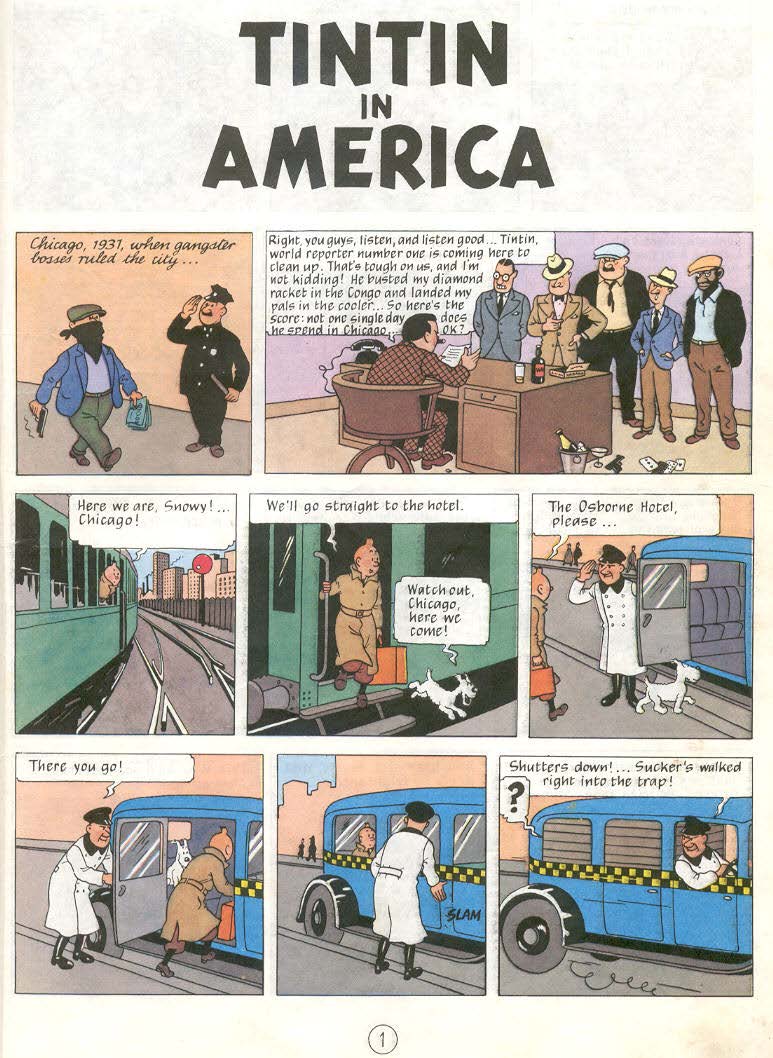 TINTIN
IN
AMERICA
Chicago, 1931, when gangster
bosses ruled the city ...
Right, you guys, listen, and listen good... Tintin,
world reporter number one is coming here to
clean up. That's tough on us, and I'm
not kidding! He busted my diamond
racket in the Congo and landed my
pals in the cooler... So here's the
score: not one single day does
he spend in Chicago,... OK?
Here we are, Snowy!...
Chicago!
We'll go straight to the hotel.
Watch out,
Chicago,
here we
come!
The Osborne Hotel,
please ...
There you go!
SLAM
Shutters down!... Sucker's walked
right into the trap!
?
1